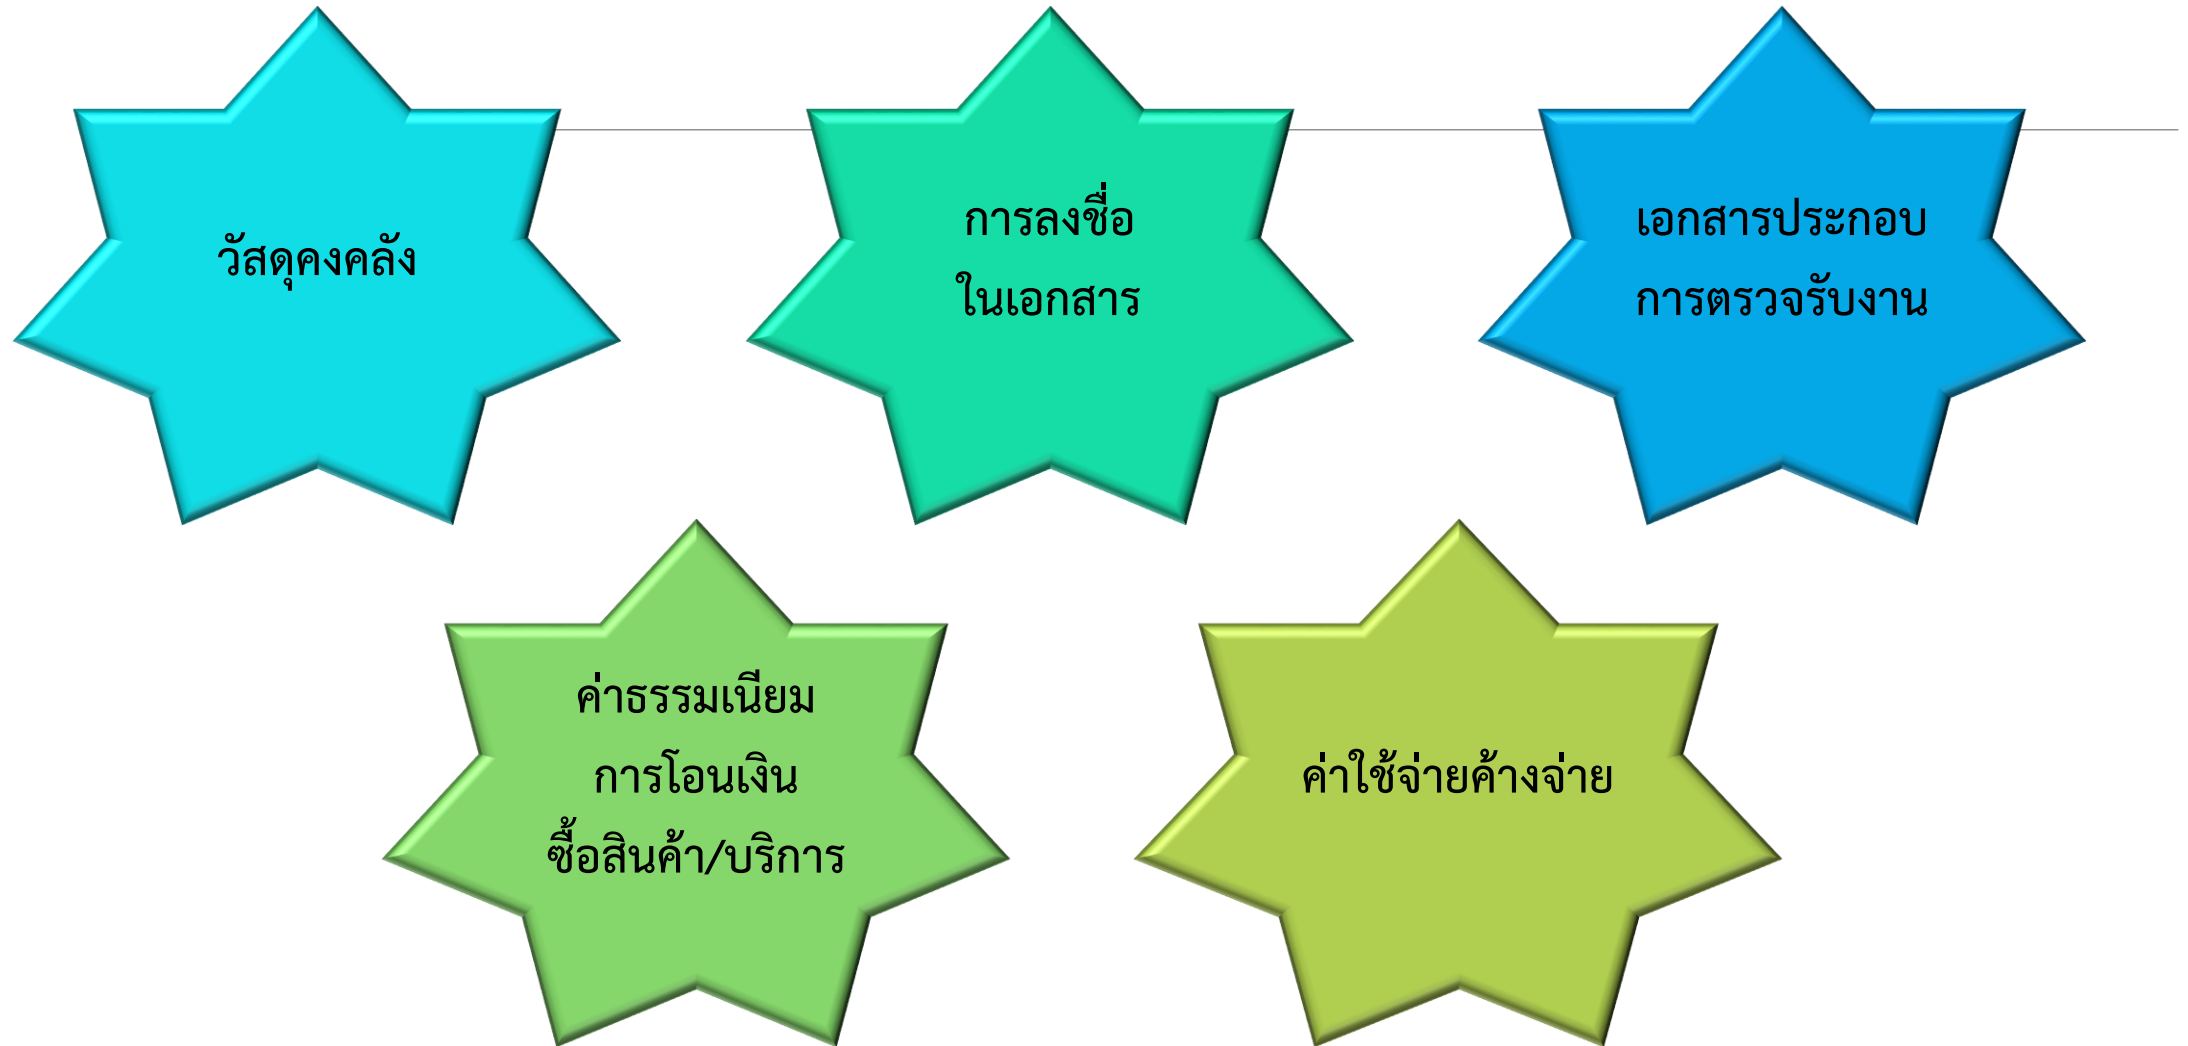 วัสดุคงคลัง
การลงชื่อ
ในเอกสาร
เอกสารประกอบ
การตรวจรับงาน
ค่าธรรมเนียม
การโอนเงิน
ซื้อสินค้า/บริการ
ค่าใช้จ่ายค้างจ่าย